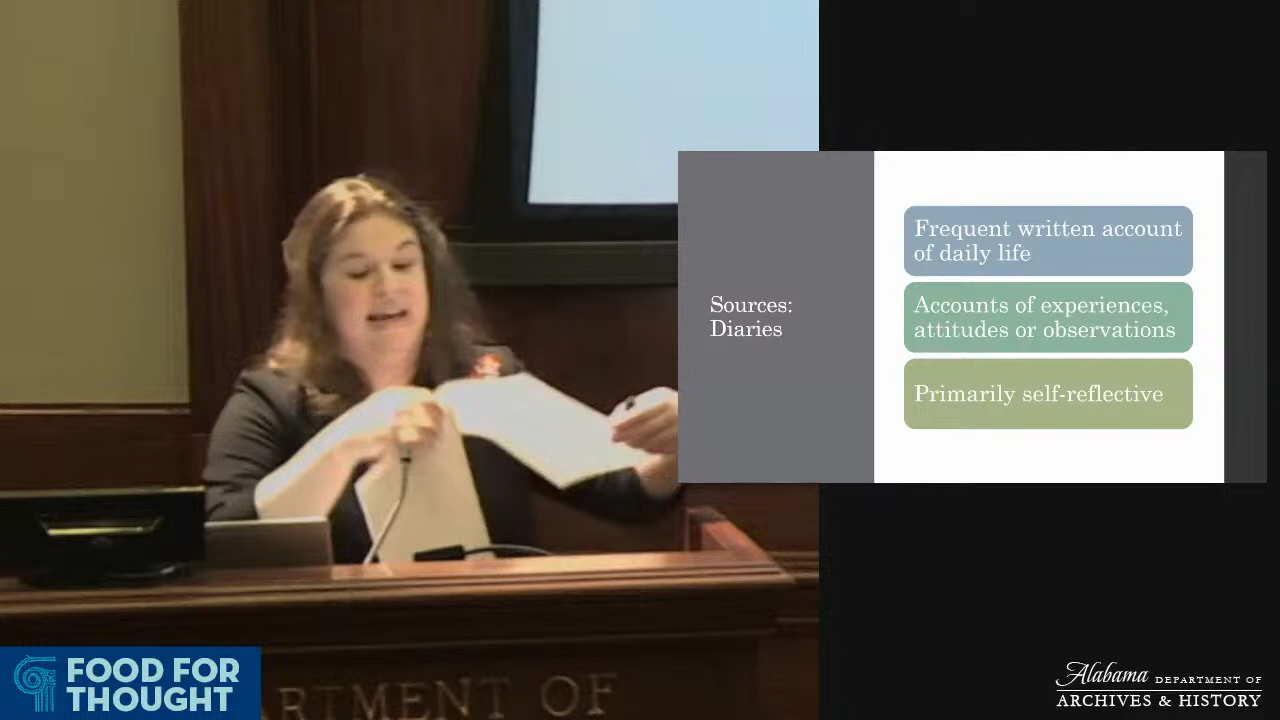 Sources:
Diaries
Frequent written account
of daily life
Accounts of experiences,
attitudes or observations
Primarily self-reflective
FOOD FOR
THOUGHT
RTMENT OF
Alabama DEPARTMENT OF
ARCHIVES & HISTORY